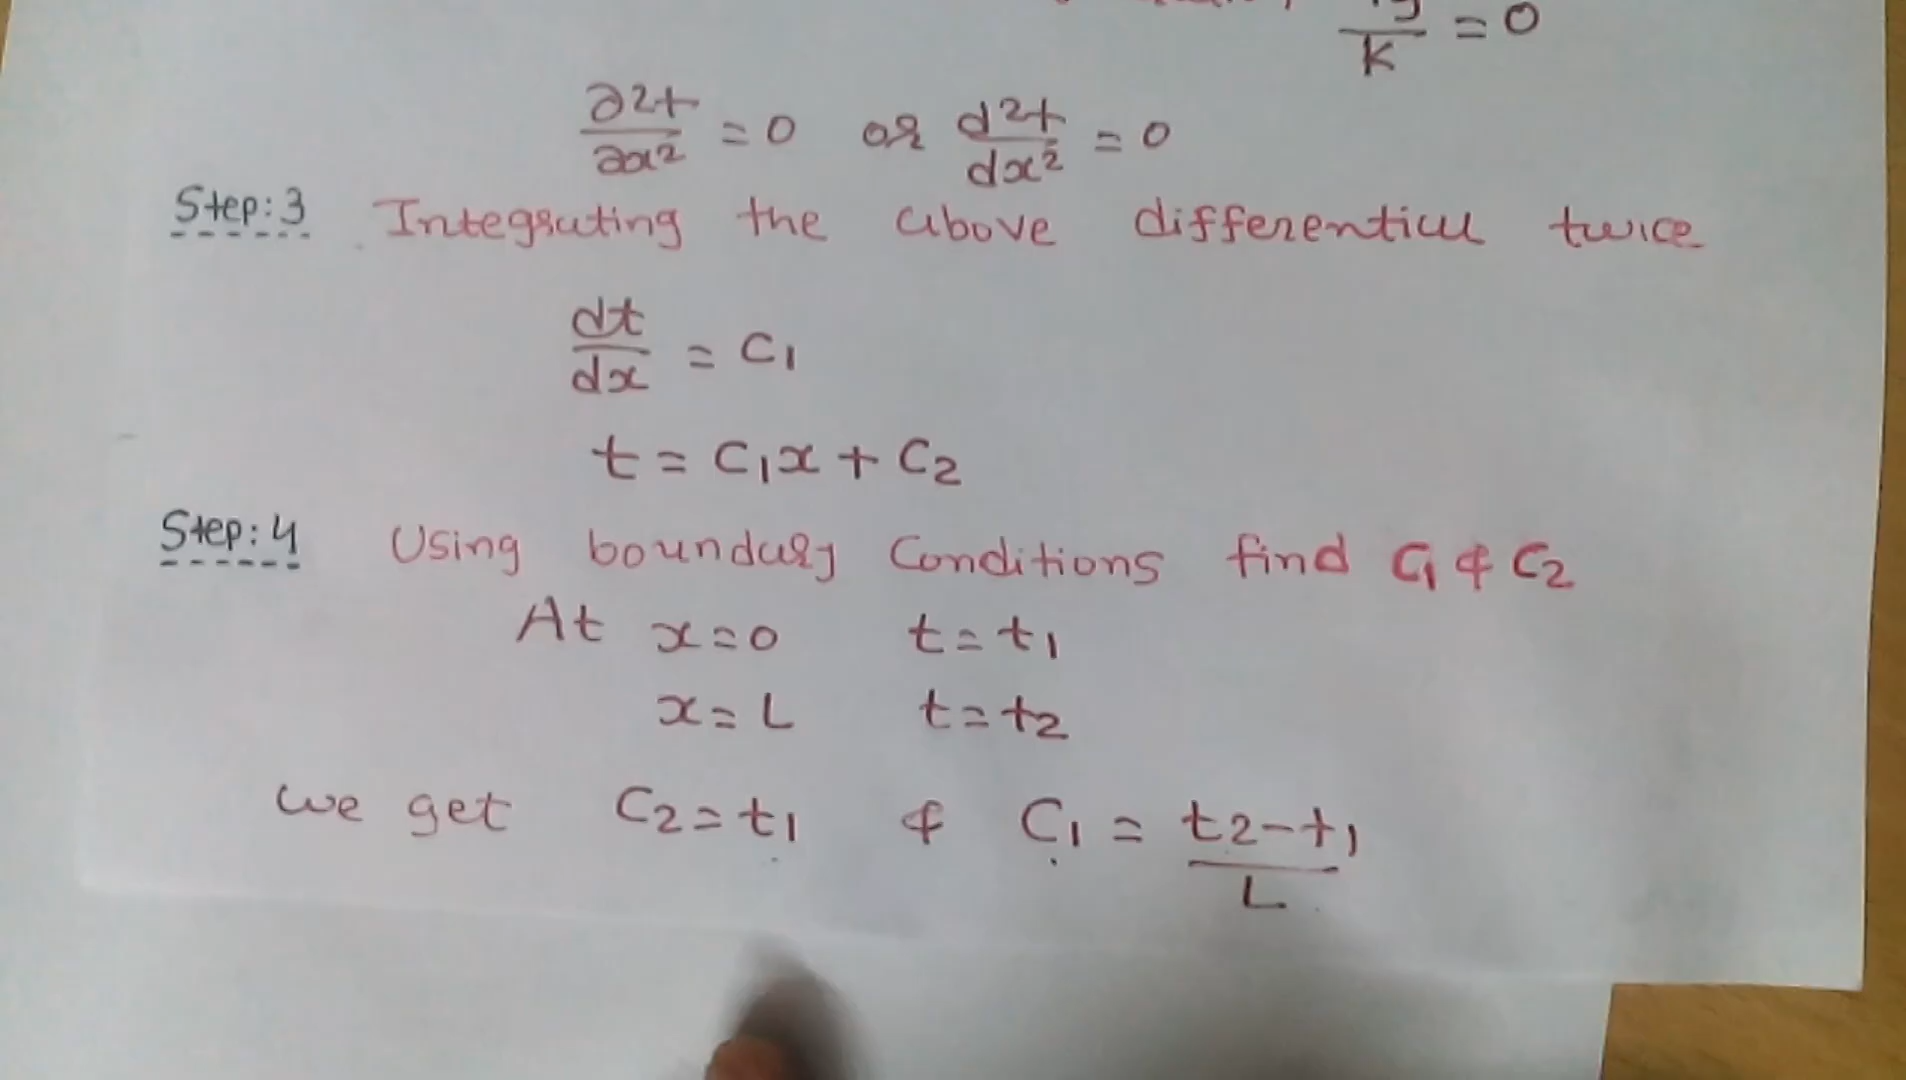 K = 0
∂²t/∂x² = 0 or d²t/dx² = 0
Step:3 Integrating the above differential twice
dt/dx = C₁
t = C₁x + C₂
Step:4 Using boundary Conditions find C₁ & C₂
At x=0 t=t₁
x=L t=t₂
we get C₂=t₁ & C₁ = t₂-t₁/L